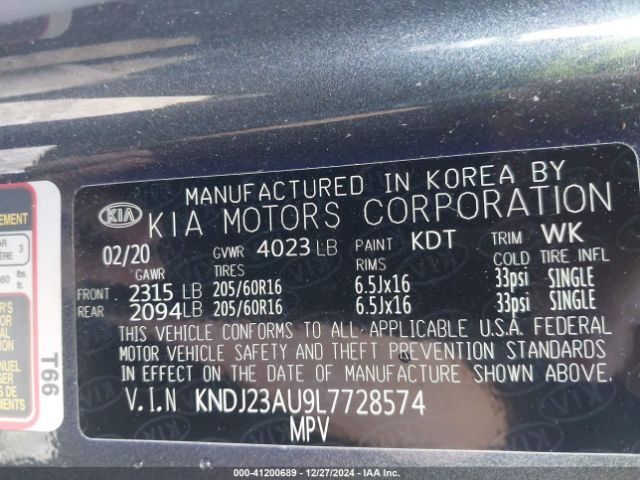 MANUFACTURED IN KOREA BY
KIA KIA MOTORS CORPORATION
02/20 GVWR 4023 LB PAINT KDT TRIM WK
GAWR TIRES RIMS COLD TIRE INFL
FRONT 2315 LB 205/60R16 6.5Jx16 33psi SINGLE
REAR 2094LB 205/60R16 6.5Jx16 33psi SINGLE
THIS VEHICLE CONFORMS TO ALL APPLICABLE U.S.A. FEDERAL
MOTOR VEHICLE SAFETY AND THEFT PREVENTION STANDARDS
IN EFFECT ON THE DATE OF MANUFACTURE SHOWN ABOVE.
V.I.N KNDJ23AU9L7728574
MPV
T66
000-41200689 - 12/27/2024 - IAA Inc.